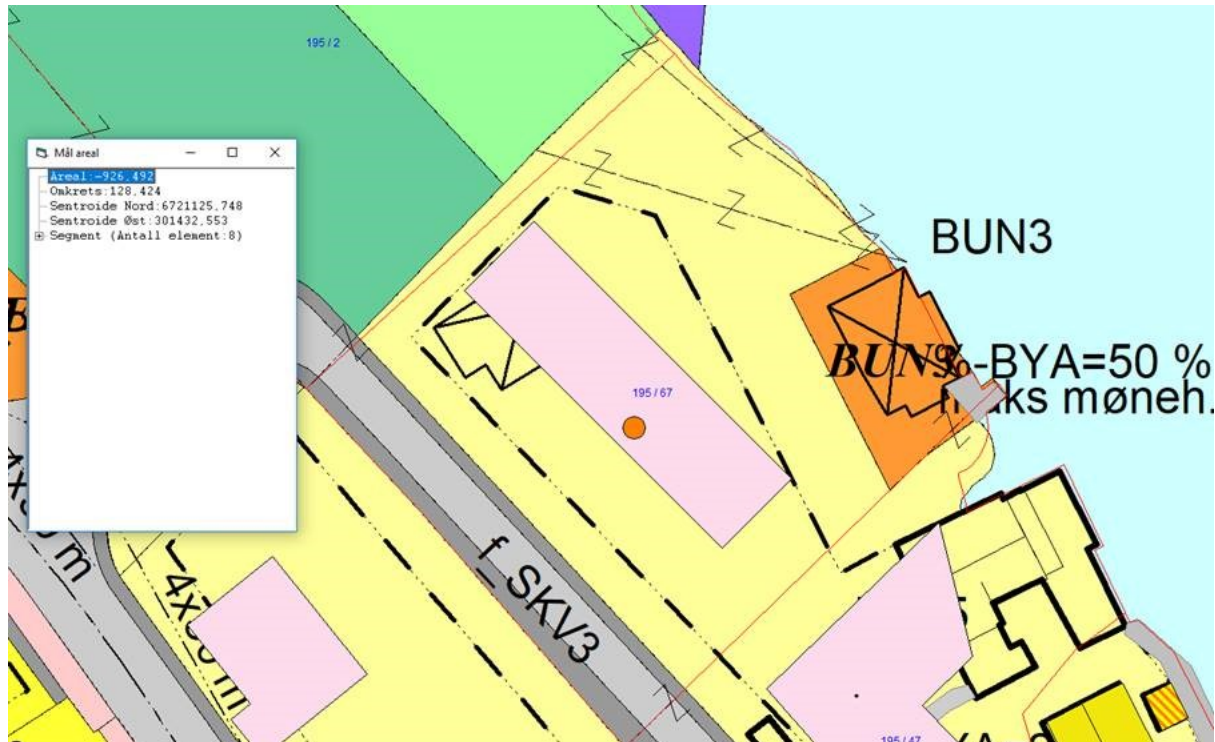 195 / 2
Mål areal
Areal:-926,492
Omkrets:128,424
Sentroide Nord:6721125,748
Sentroide Øst:301432,553
Segment (Antall element:8)
BUN3
B
BUN3
%-BYA=50 %
maks møneh.
195 / 67
f_SKV3
195 / 47